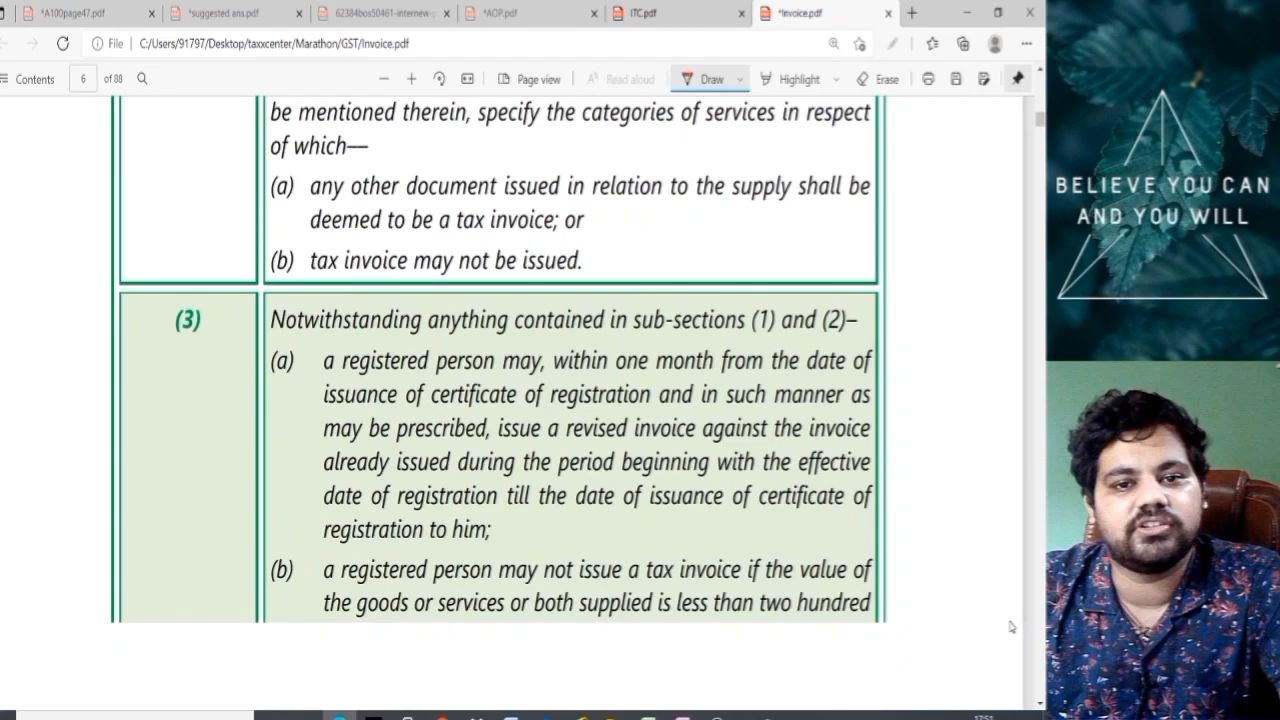 *A100page47.pdf
*suggested ans.pdf
62384bos50461-internew-p
*AOP.pdf
ITC.pdf
*Invoice.pdf
File
C:/Users/91797/Desktop/taxxcenter/Marathon/GST/Invoice.pdf
Contents
6
of 88
Page view
Read aloud
Draw
Highlight
Erase
be mentioned therein, specify the categories of services in respect
of which—
(a) any other document issued in relation to the supply shall be
deemed to be a tax invoice; or
(b) tax invoice may not be issued.
(3)
Notwithstanding anything contained in sub-sections (1) and (2)–
(a) a registered person may, within one month from the date of
issuance of certificate of registration and in such manner as
may be prescribed, issue a revised invoice against the invoice
already issued during the period beginning with the effective
date of registration till the date of issuance of certificate of
registration to him;
(b) a registered person may not issue a tax invoice if the value of
the goods or services or both supplied is less than two hundred
BELIEVE YOU CAN
AND YOU WILL